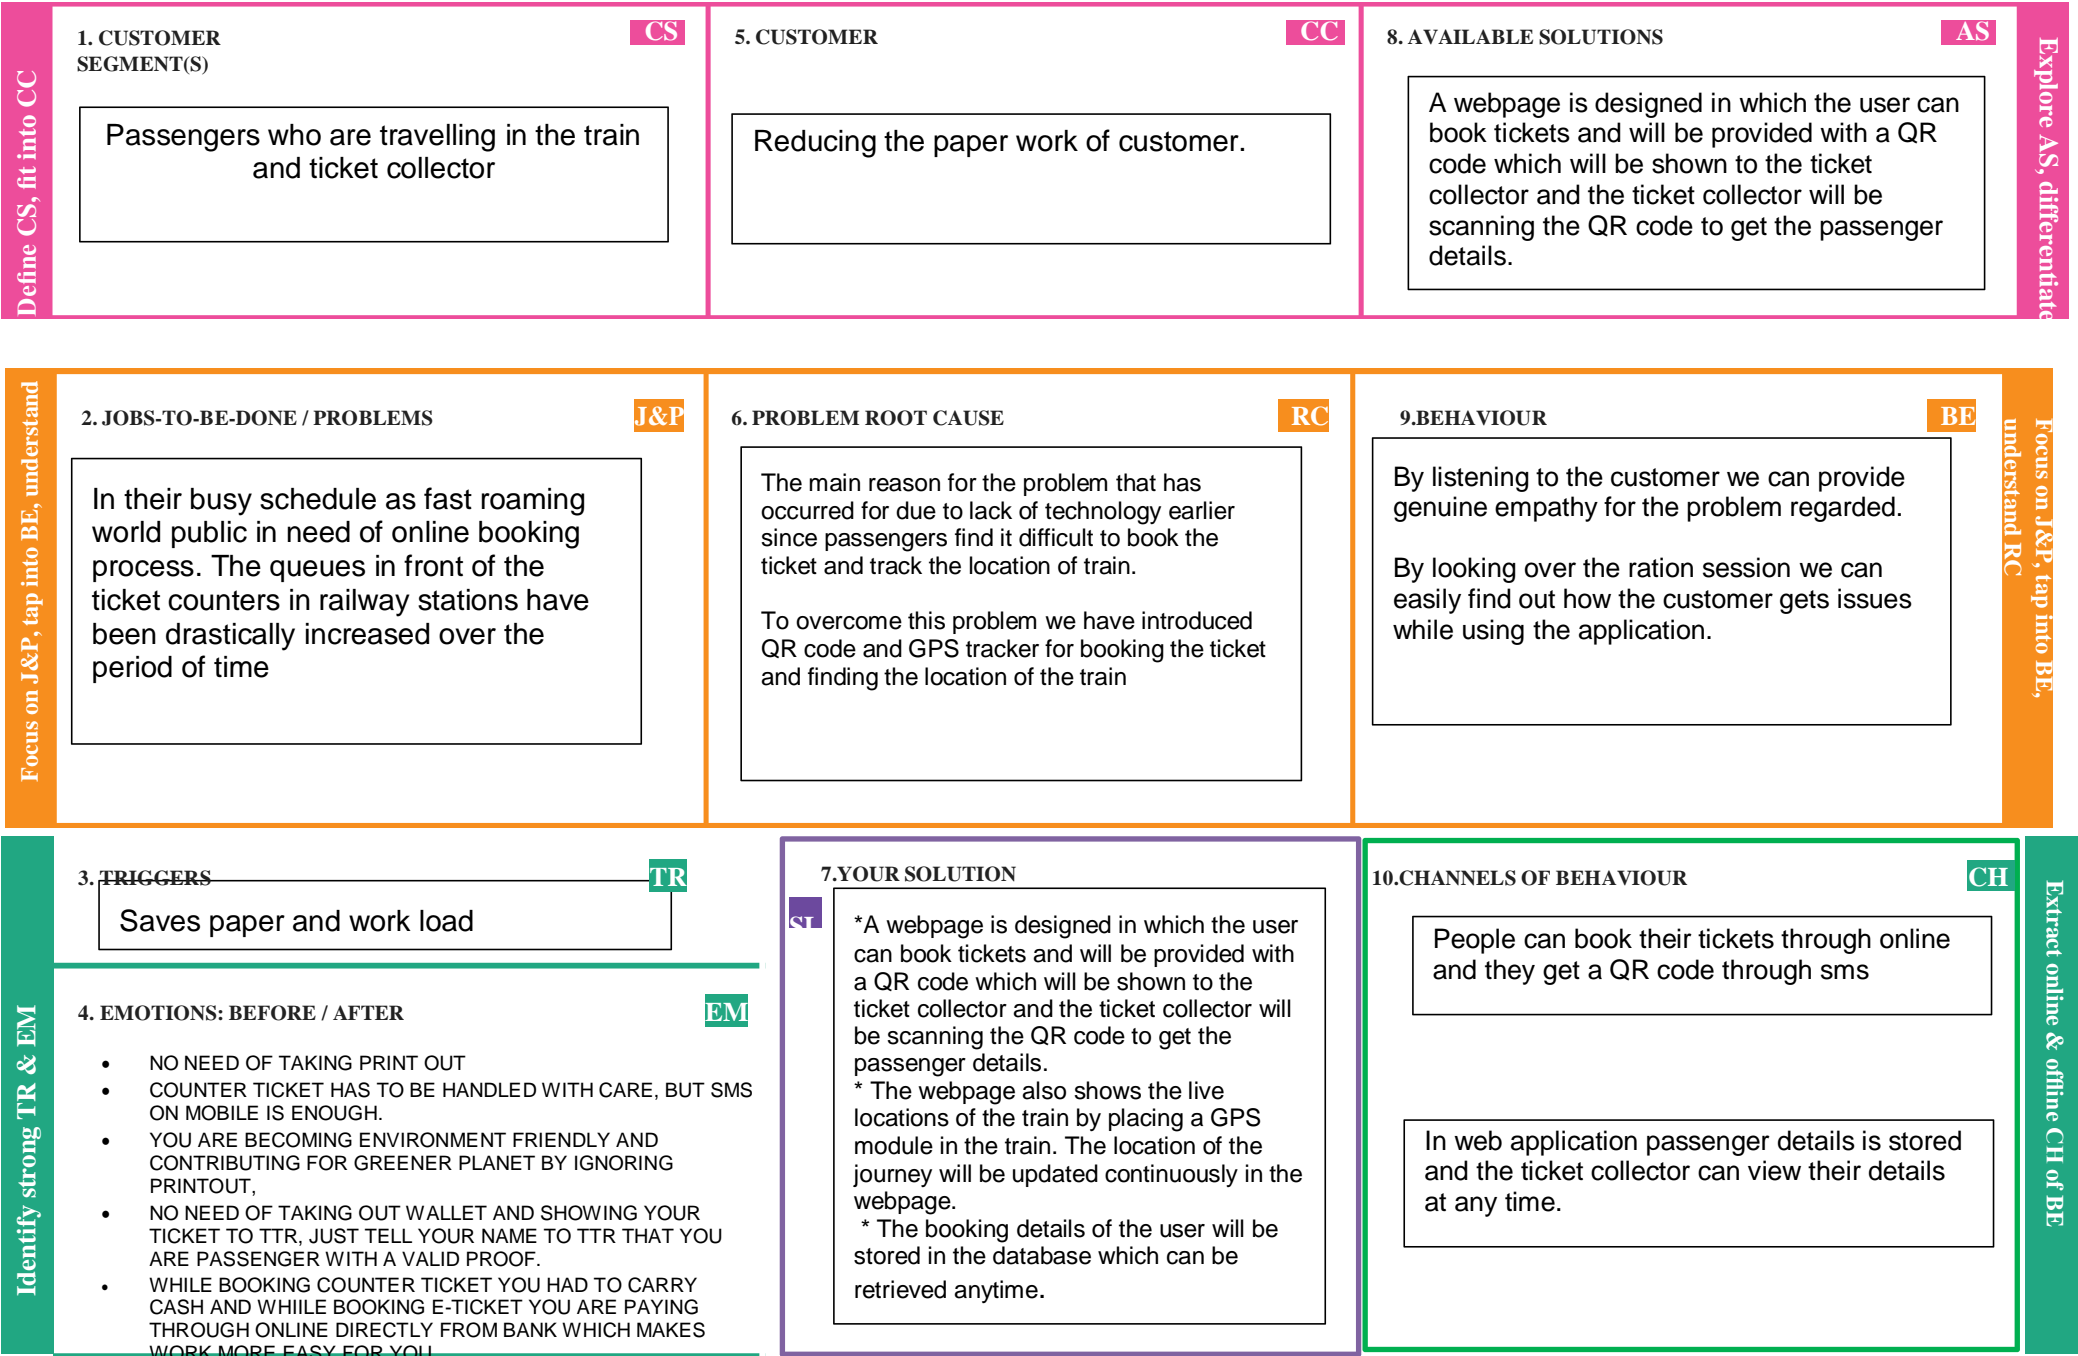 Define CS, fit into CC
1. CUSTOMER
SEGMENT(S)
CS
Passengers who are travelling in the train
and ticket collector
5. CUSTOMER
CC
Reducing the paper work of customer.
8. AVAILABLE SOLUTIONS
AS
A webpage is designed in which the user can
book tickets and will be provided with a QR
code which will be shown to the ticket
collector and the ticket collector will be
scanning the QR code to get the passenger
details.
Explore AS, differentiate
Focus on J&P, tap into BE, understand
2. JOBS-TO-BE-DONE / PROBLEMS
J&P
In their busy schedule as fast roaming
world public in need of online booking
process. The queues in front of the
ticket counters in railway stations have
been drastically increased over the
period of time
6. PROBLEM ROOT CAUSE
RC
The main reason for the problem that has
occurred for due to lack of technology earlier
since passengers find it difficult to book the
ticket and track the location of train.
To overcome this problem we have introduced
QR code and GPS tracker for booking the ticket
and finding the location of the train
9.BEHAVIOUR
BE
By listening to the customer we can provide
genuine empathy for the problem regarded.
By looking over the ration session we can
easily find out how the customer gets issues
while using the application.
Focus on J&P, tap into BE,
understand RC
Identify strong TR & EM
3. TRIGGERS
TR
Saves paper and work load
4. EMOTIONS: BEFORE / AFTER
EM
• NO NEED OF TAKING PRINT OUT
• COUNTER TICKET HAS TO BE HANDLED WITH CARE, BUT SMS
ON MOBILE IS ENOUGH.
• YOU ARE BECOMING ENVIRONMENT FRIENDLY AND
CONTRIBUTING FOR GREENER PLANET BY IGNORING
PRINTOUT,
• NO NEED OF TAKING OUT WALLET AND SHOWING YOUR
TICKET TO TTR, JUST TELL YOUR NAME TO TTR THAT YOU
ARE PASSENGER WITH A VALID PROOF.
• WHILE BOOKING COUNTER TICKET YOU HAD TO CARRY
CASH AND WHIILE BOOKING E-TICKET YOU ARE PAYING
THROUGH ONLINE DIRECTLY FROM BANK WHICH MAKES
WORK MORE EASY FOR YOU
7.YOUR SOLUTION
SL
*A webpage is designed in which the user
can book tickets and will be provided with
a QR code which will be shown to the
ticket collector and the ticket collector will
be scanning the QR code to get the
passenger details.
* The webpage also shows the live
locations of the train by placing a GPS
module in the train. The location of the
journey will be updated continuously in the
webpage.
* The booking details of the user will be
stored in the database which can be
retrieved anytime.
10.CHANNELS OF BEHAVIOUR
CH
People can book their tickets through online
and they get a QR code through sms
In web application passenger details is stored
and the ticket collector can view their details
at any time.
Extract online & offline CH of BE